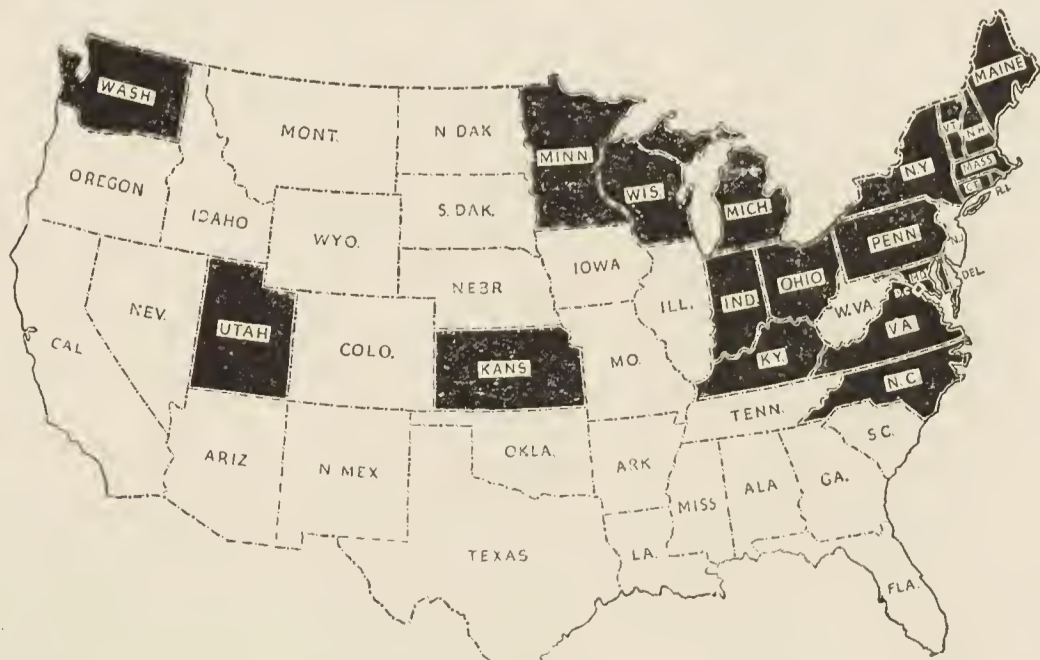 WASH
MONT.
N DAK
MINN
OREGON
IDAHO
WYO.
S. DAK.
WIS.
MICH.
MAINE
VT.
N.H.
N.Y
MASS
CT.
R.I.
NEBR
IOWA
PENN
N.J.
NEV.
UTAH
COLO.
KANS
ILL.
IND.
OHIO
MD.
DEL
D.C
W.VA
VA
CAL
MO.
KY.
N.C
TENN.
ARIZ
N MEX
OKLA.
ARK
S.C.
MISS
ALA
GA.
TEXAS
LA.
FLA.